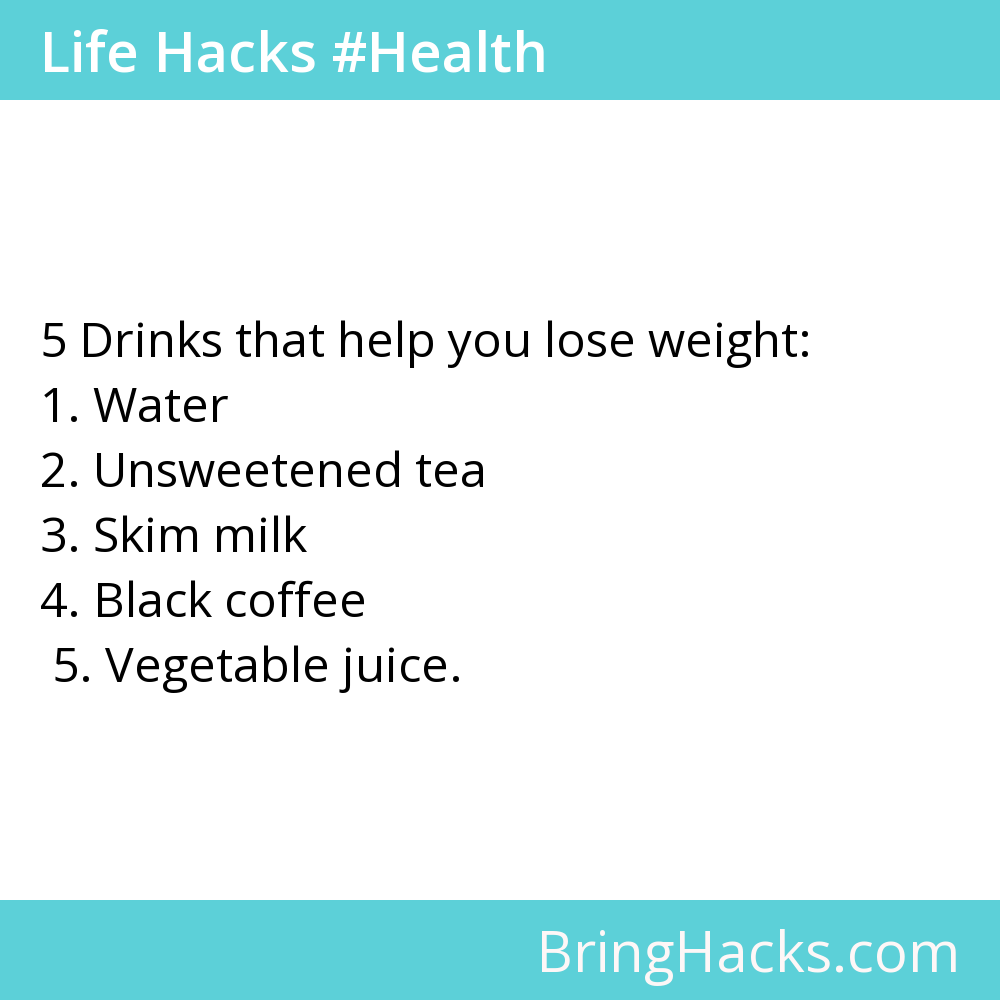 Life Hacks #Health
5 Drinks that help you lose weight:
1. Water
2. Unsweetened tea
3. Skim milk
4. Black coffee
5. Vegetable juice.
BringHacks.com